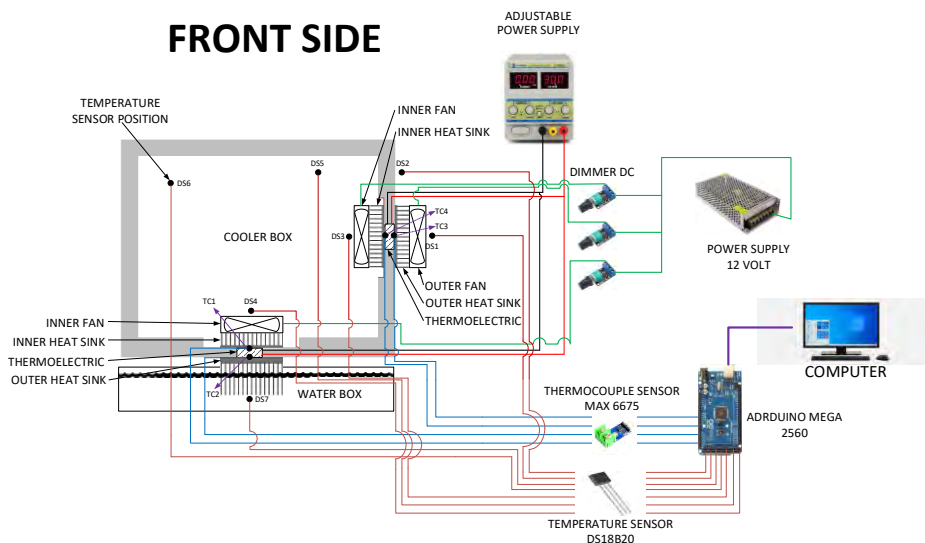 FRONT SIDE
ADJUSTABLE
POWER SUPPLY
TEMPERATURE
SENSOR POSITION
INNER FAN
INNER HEAT SINK
DS6
DS5
DS2
DIMMER DC
TC4
TC3
DS3
DS1
COOLER BOX
POWER SUPPLY
12 VOLT
OUTER FAN
OUTER HEAT SINK
THERMOELECTRIC
TC1
DS4
INNER FAN
INNER HEAT SINK
THERMOELECTRIC
OUTER HEAT SINK
TC2
DS7
WATER BOX
COMPUTER
THERMOCOUPLE SENSOR
MAX 6675
ADRDUINO MEGA
2560
TEMPERATURE SENSOR
DS18B20